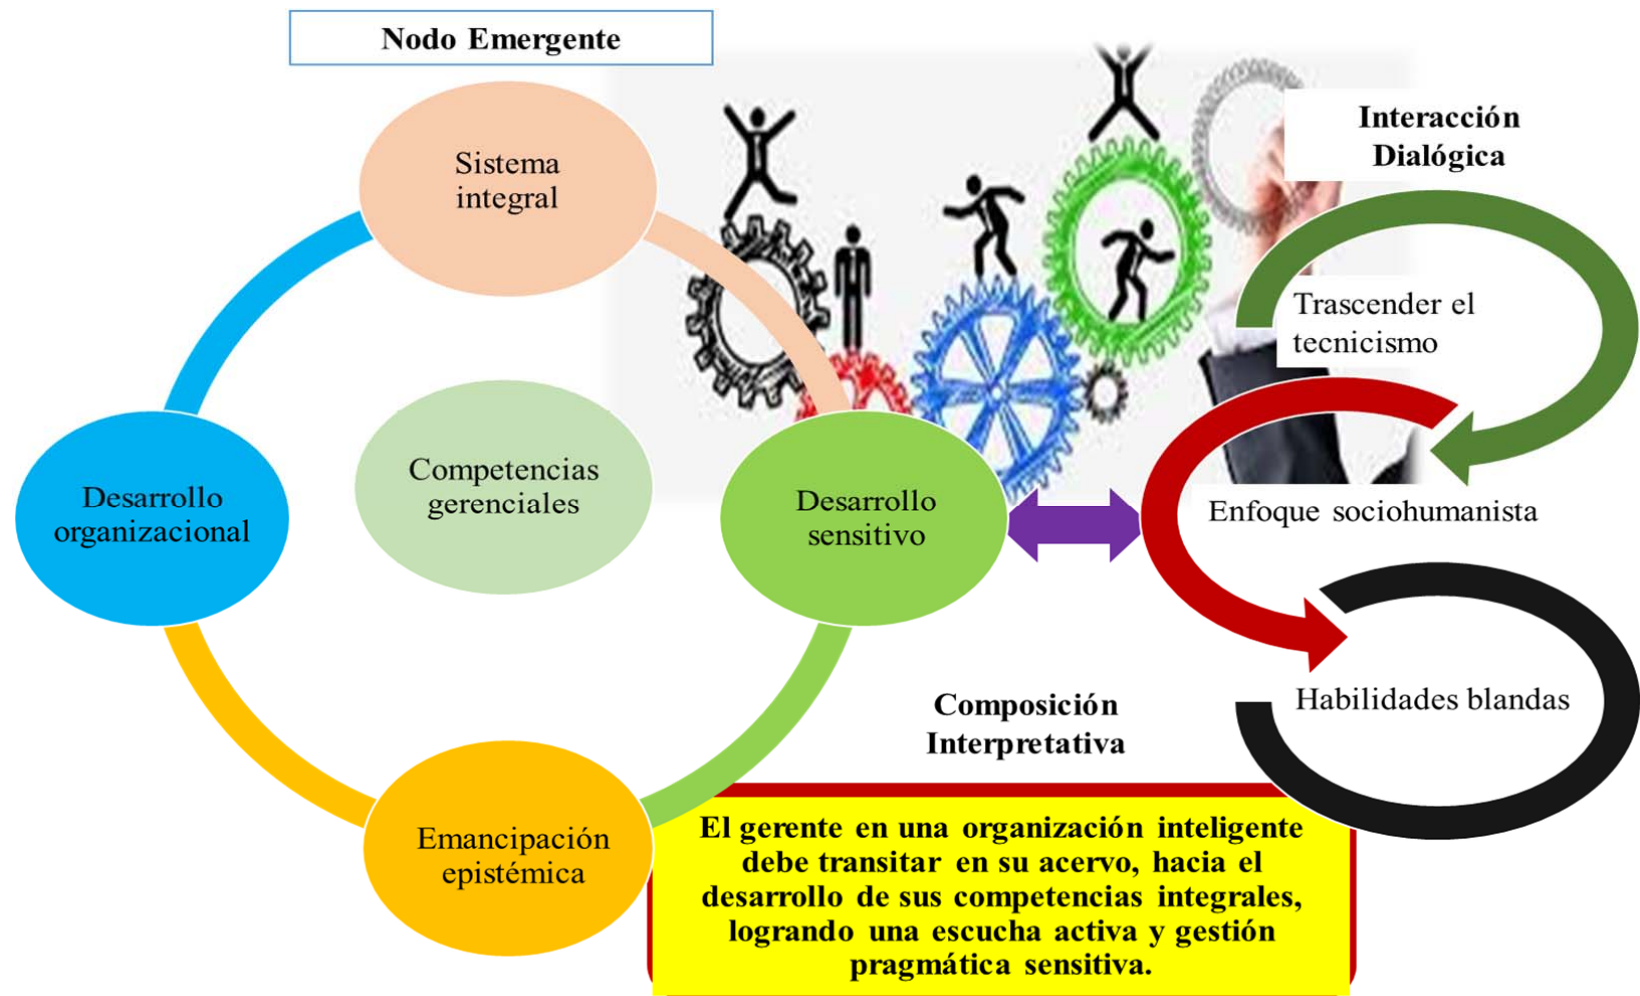 Nodo Emergente
Sistema
integral
Desarrollo
organizacional
Competencias
gerenciales
Desarrollo
sensitivo
Emancipación
epistémica
Interacción
Dialógica
Trascender el
tecnicismo
Enfoque sociohumanista
Habilidades blandas
Composición
Interpretativa
El gerente en una organización inteligente
debe transitar en su acervo, hacia el
desarrollo de sus competencias integrales,
logrando una escucha activa y gestión
pragmática sensitiva.